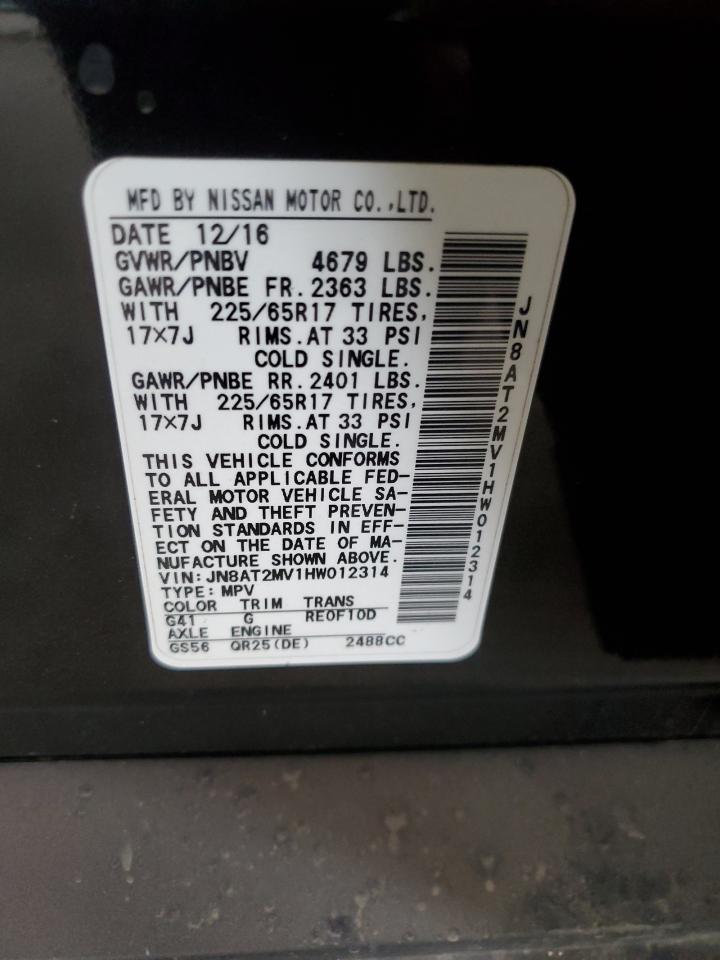 MFD BY NISSAN MOTOR CO.,LTD.
DATE 12/16
GVWR/PNBV 4679 LBS.
GAWR/PNBE FR. 2363 LBS.
WITH 225/65R17 TIRES,
17×7J RIMS. AT 33 PSI
COLD SINGLE.
GAWR/PNBE RR. 2401 LBS.
WITH 225/65R17 TIRES,
17×7J RIMS. AT 33 PSI
COLD SINGLE.
THIS VEHICLE CONFORMS
TO ALL APPLICABLE FED-
ERAL MOTOR VEHICLE SA-
FETY AND THEFT PREVEN-
TION STANDARDS IN EFF-
ECT ON THE DATE OF MA-
NUFACTURE SHOWN ABOVE.
VIN: JN8AT2MV1HW012314
TYPE: MPV
COLOR TRIM TRANS
G41 G RE0F10D
AXLE ENGINE
GS56 QR25(DE) 2488CC
JN8AT2MV1HW012314